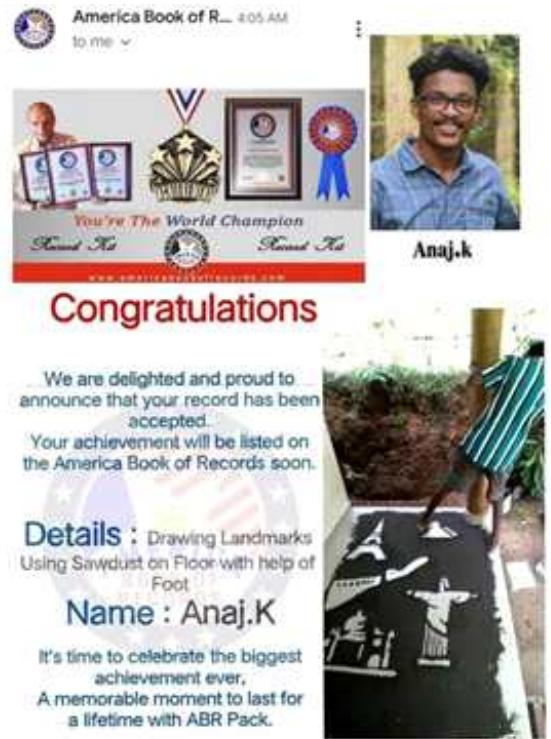 America Book of R... 4:05 AM
to me
You're The World Champion
Record Kit
Record Kit
www.americabookofrecords.com
Anaj.k
Congratulations
We are delighted and proud to
announce that your record has been
accepted.
Your achievement will be listed on
the America Book of Records soon.
Details : Drawing Landmarks
Using Sawdust on Floor with help of
Foot
Name : Anaj.K
It's time to celebrate the biggest
achievement ever,
A memorable moment to last for
a lifetime with ABR Pack.